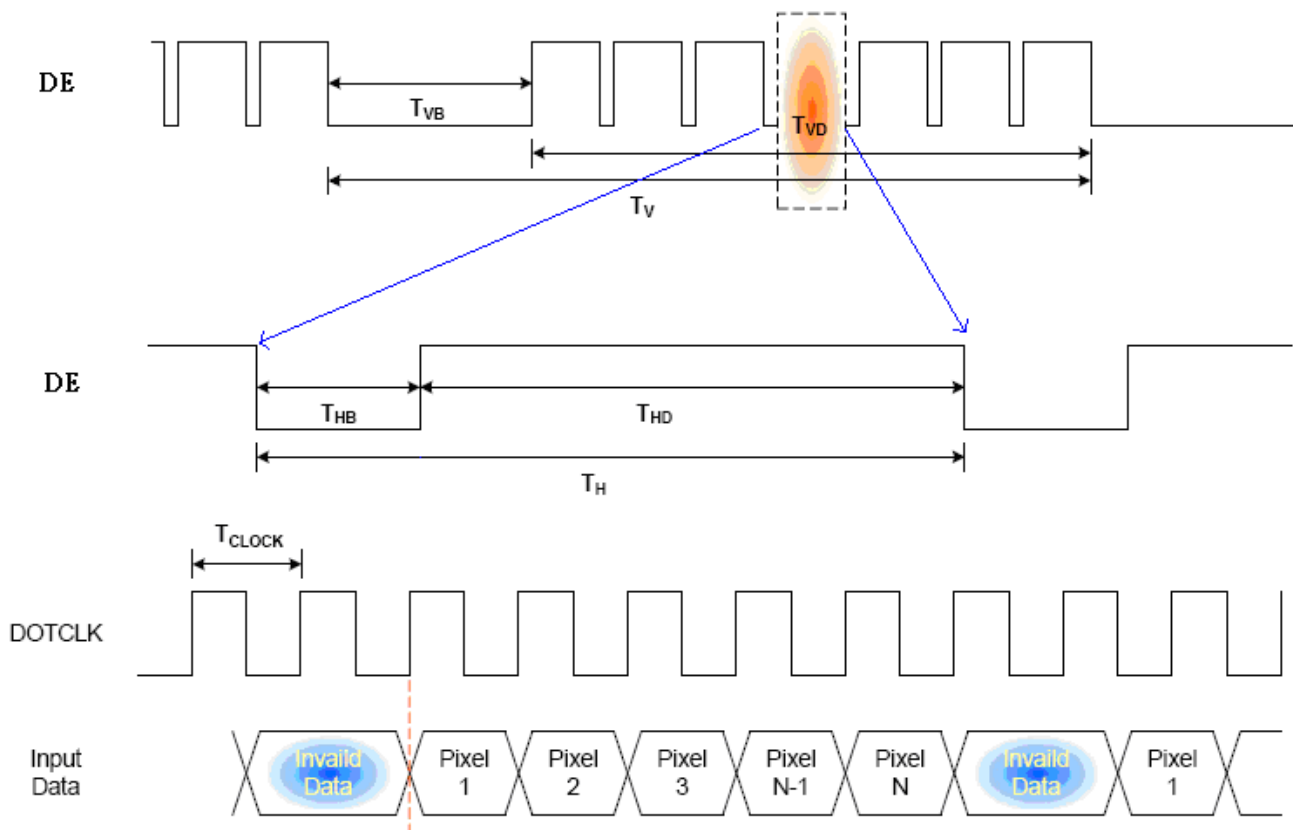 DE
TVB
TVD
TV
DE
THB
THD
TH
TCLOCK
DOTCLK
Input
Data
Invaild
Data
Pixel
1
Pixel
2
Pixel
3
Pixel
N-1
Pixel
N
Invaild
Data
Pixel
1